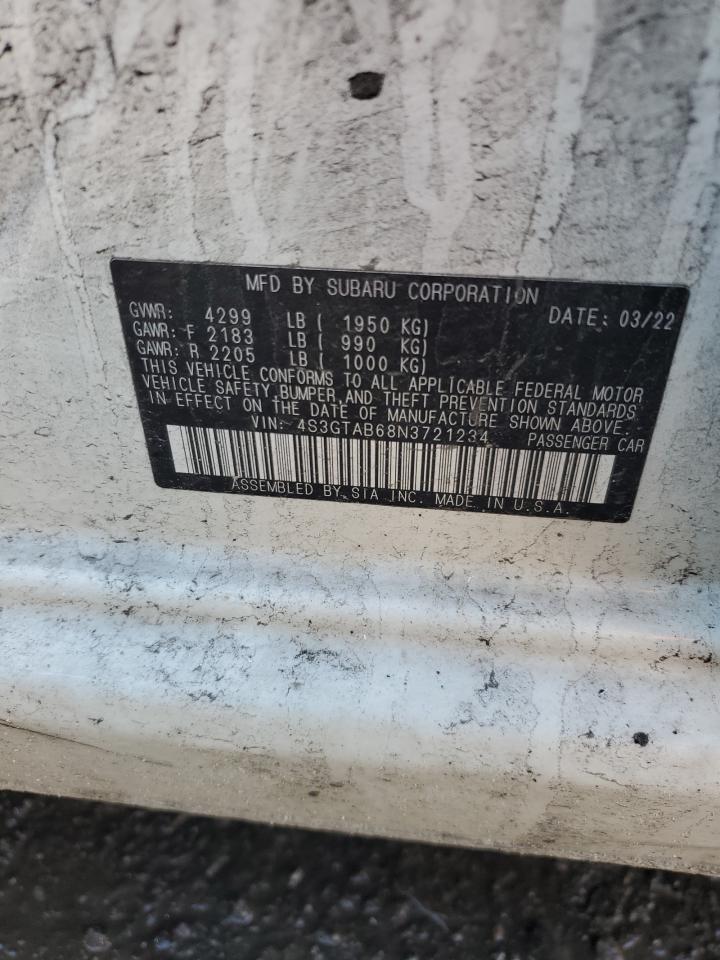 MFD BY SUBARU CORPORATION
GVWR: 4299 LB ( 1950 KG) DATE: 03/22
GAWR: F 2183 LB ( 990 KG)
GAWR: R 2205 LB ( 1000 KG)
THIS VEHICLE CONFORMS TO ALL APPLICABLE FEDERAL MOTOR
VEHICLE SAFETY, BUMPER, AND THEFT PREVENTION STANDARDS
IN EFFECT ON THE DATE OF MANUFACTURE SHOWN ABOVE.
VIN: 4S3GTAB68N3721234 PASSENGER CAR
ASSEMBLED BY SIA INC. MADE IN U.S.A.